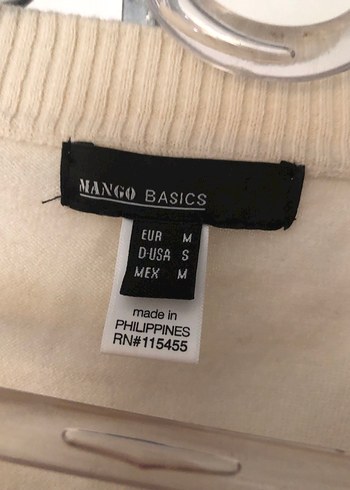 MANGO BASICS
EUR M
D-USA S
MEX M
made in
PHILIPPINES
RN#115455